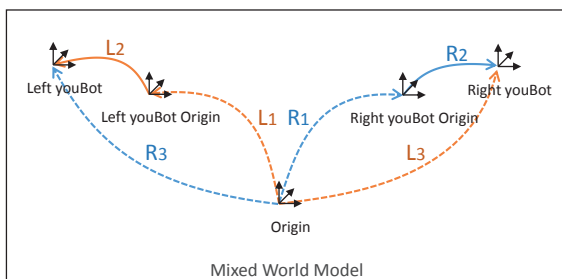 L2
R2
Left youBot
Right youBot
Left youBot Origin
L1
R1
Right youBot Origin
R3
L3
Origin
Mixed World Model